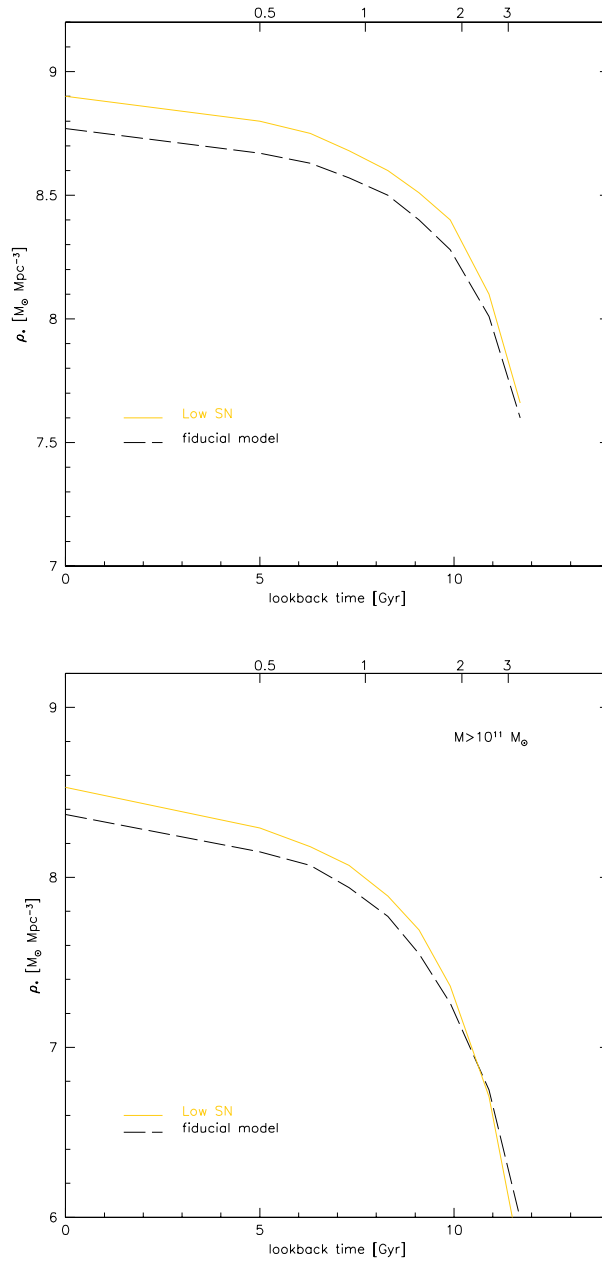 0.5 1 2 3
9
8.5
8
7.5
7
ρ⋆ [M⊙ Mpc⁻³]
Low SN
fiducial model
0 5 10
lookback time [Gyr]
0.5 1 2 3
M>10¹¹ M⊙
9
8
7
6
ρ⋆ [M⊙ Mpc⁻³]
Low SN
fiducial model
0 5 10
lookback time [Gyr]